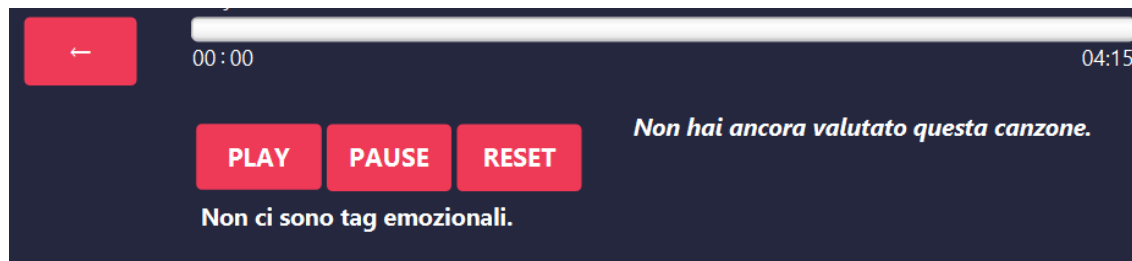 ←
00:00
04:15
Non hai ancora valutato questa canzone.
PLAY PAUSE RESET
Non ci sono tag emozionali.